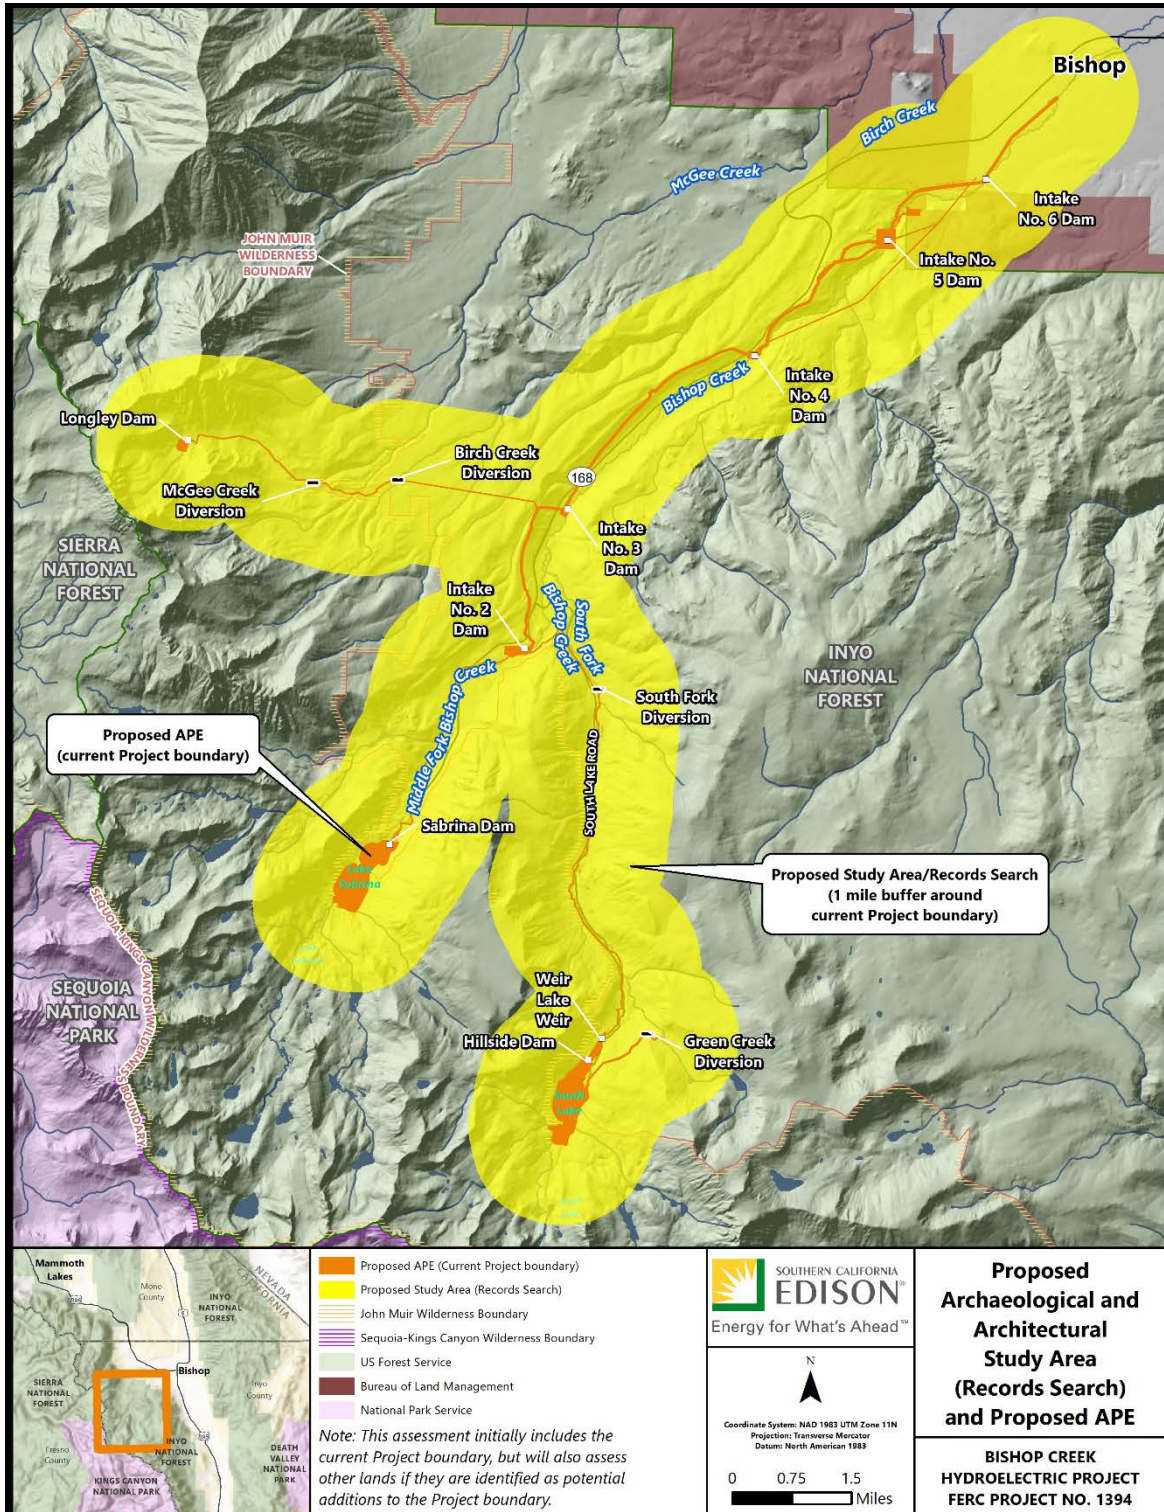 Bishop
Birch Creek
McGee Creek
Intake
No. 6 Dam
JOHN MUIR
WILDERNESS
BOUNDARY
Intake No.
5 Dam
Bishop Creek
Intake
No. 4
Dam
Longley Dam
Birch Creek
Diversion
McGee Creek
Diversion
168
Intake
No. 3
Dam
SIERRA
NATIONAL
FOREST
Intake
No. 2
Dam
South Fork
Bishop Creek
INYO
NATIONAL
FOREST
South Fork
Diversion
Middle Fork Bishop Creek
Proposed APE
(current Project boundary)
SOUTH LAKE ROAD
Sabrina Dam
Lake
Sabrina
Proposed Study Area/Records Search
(1 mile buffer around
current Project boundary)
SEQUOIA KINGS CANYON WILDERNESS BOUNDARY
SEQUOIA
NATIONAL
PARK
Weir
Lake
Weir
Hillside Dam
Green Creek
Diversion
South
Lake
Mammoth
Lakes
Mono
County
NEVADA
CALIFORNIA
INYO
NATIONAL
FOREST
395
6
Bishop
SIERRA
NATIONAL
FOREST
Inyo
County
Fresno
County
INYO
NATIONAL
FOREST
395
DEATH
VALLEY
NATIONAL
PARK
KINGS CANYON
NATIONAL PARK
Proposed APE (Current Project boundary)
Proposed Study Area (Records Search)
John Muir Wilderness Boundary
Sequoia-Kings Canyon Wilderness Boundary
US Forest Service
Bureau of Land Management
National Park Service
Note: This assessment initially includes the
current Project boundary, but will also assess
other lands if they are identified as potential
additions to the Project boundary.
SOUTHERN CALIFORNIA
EDISON®
Energy for What's Ahead℠
N
Coordinate System: NAD 1983 UTM Zone 11N
Projection: Transverse Mercator
Datum: North American 1983
0 0.75 1.5
Miles
Proposed
Archaeological and
Architectural
Study Area
(Records Search)
and Proposed APE
BISHOP CREEK
HYDROELECTRIC PROJECT
FERC PROJECT NO. 1394